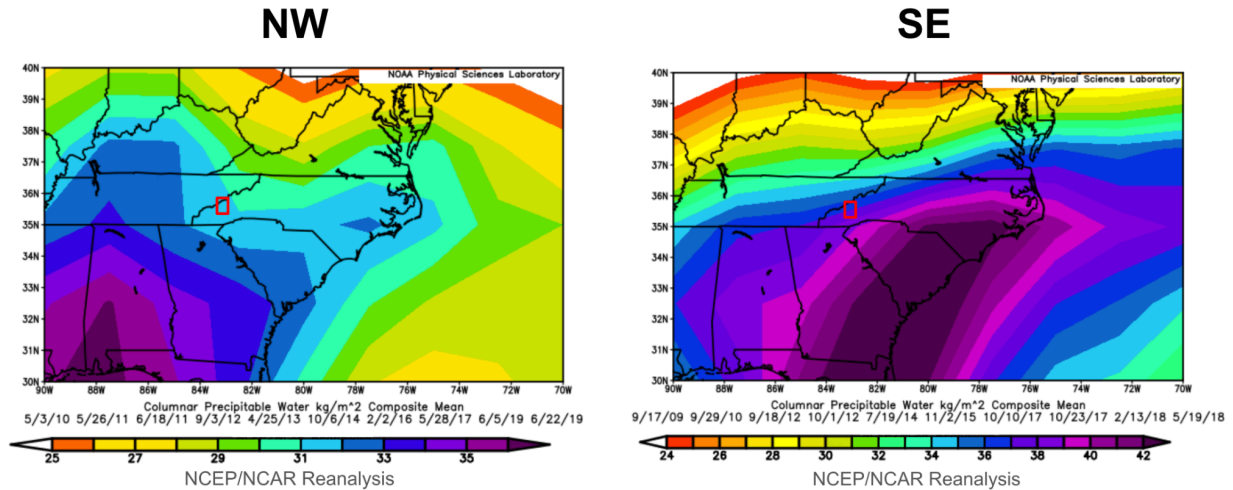 NW
NOAA Physical Sciences Laboratory
40N
39N
38N
37N
36N
35N
34N
33N
32N
31N
30N
90W 88W 86W 84W 82W 80W 78W 76W 74W 72W 70W
Columnar Precipitable Water kg/m^2 Composite Mean
5/3/10 5/26/11 6/18/11 9/3/12 4/25/13 10/6/14 2/2/16 5/28/17 6/5/19 6/22/19
25 27 29 31 33 35
NCEP/NCAR Reanalysis
SE
NOAA Physical Sciences Laboratory
40N
39N
38N
37N
36N
35N
34N
33N
32N
31N
30N
90W 88W 86W 84W 82W 80W 78W 76W 74W 72W 70W
Columnar Precipitable Water kg/m^2 Composite Mean
9/17/09 9/29/10 9/18/12 10/1/12 7/19/14 11/2/15 10/10/17 10/23/17 2/13/18 5/19/18
24 26 28 30 32 34 36 38 40 42
NCEP/NCAR Reanalysis